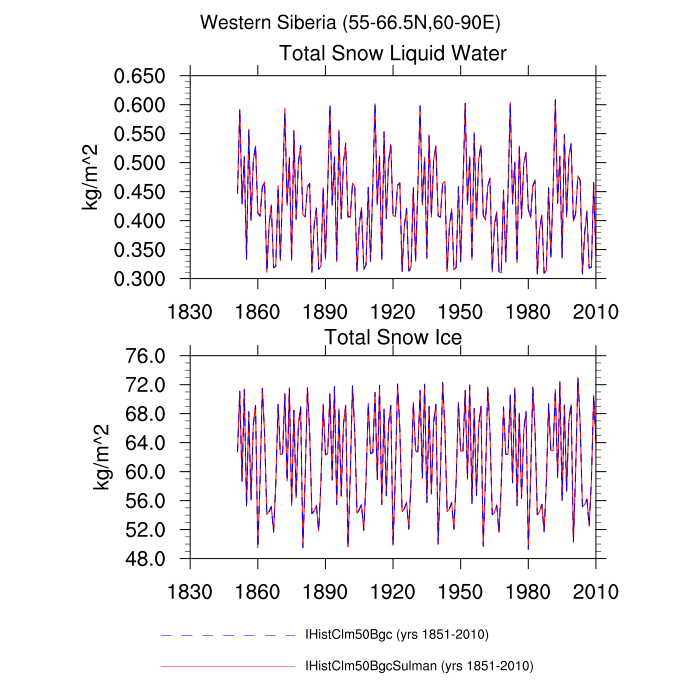 Western Siberia (55-66.5N,60-90E)
Total Snow Liquid Water
0.650
0.600
0.550
0.500
0.450
0.400
0.350
0.300
kg/m^2
1830 1860 1890 1920 1950 1980 2010
Total Snow Ice
76.0
72.0
68.0
64.0
60.0
56.0
52.0
48.0
kg/m^2
1830 1860 1890 1920 1950 1980 2010
IHistClm50Bgc (yrs 1851-2010)
IHistClm50BgcSulman (yrs 1851-2010)